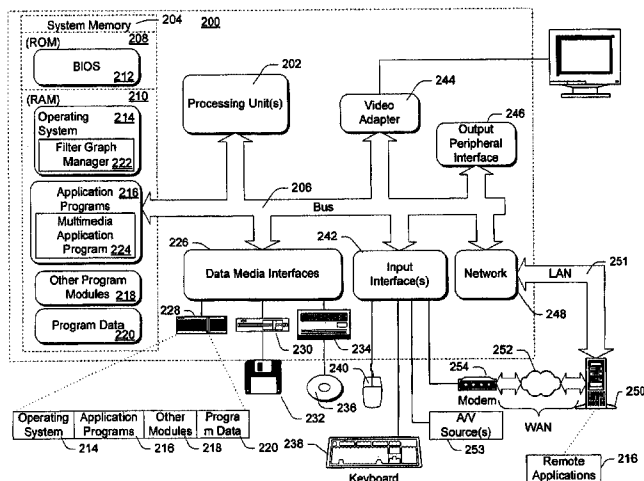 System Memory
204
200
(ROM) 208
BIOS
212
(RAM) 210
Operating System 214
Filter Graph Manager 222
Application Programs 216
Multimedia Application Program 224
Other Program Modules 218
Program Data 220
202
Processing Unit(s)
244
Video Adapter
246
Output Peripheral Interface
206
Bus
226
Data Media Interfaces
242
Input Interface(s)
Network
248
251
LAN
228
230
234
232
236
240
254
Modem
252
WAN
250
A/V Source(s)
253
238
Keyboard
Operating System
Application Programs
Other Modules
Progra m Data
214
216
218
220
Remote Applications
216